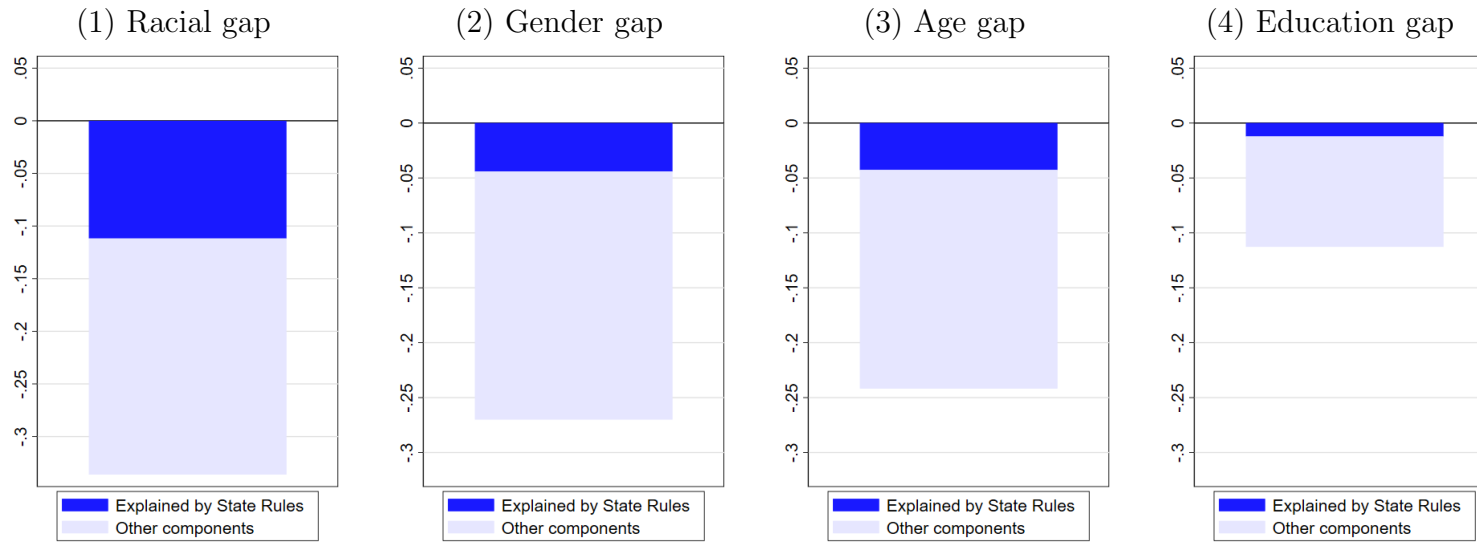 (1) Racial gap
.05
0
-.05
-.1
-.15
-.2
-.25
-.3
Explained by State Rules
Other components
(2) Gender gap
.05
0
-.05
-.1
-.15
-.2
-.25
-.3
Explained by State Rules
Other components
(3) Age gap
.05
0
-.05
-.1
-.15
-.2
-.25
-.3
Explained by State Rules
Other components
(4) Education gap
.05
0
-.05
-.1
-.15
-.2
-.25
-.3
Explained by State Rules
Other components